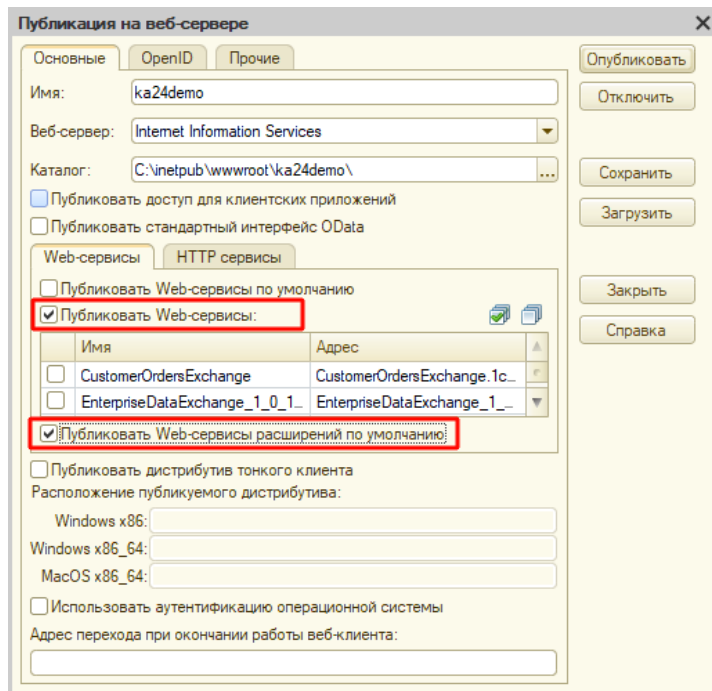 Публикация на веб-сервере
Основные OpenID Прочие
Опубликовать
Имя: ka24demo
Отключить
Веб-сервер: Internet Information Services
Каталог: C:\inetpub\wwwroot\ka24demo\ ...
Сохранить
Публиковать доступ для клиентских приложений
Загрузить
Публиковать стандартный интерфейс OData
Web-сервисы HTTP сервисы
Публиковать Web-сервисы по умолчанию
Закрыть
Публиковать Web-сервисы:
Справка
Имя Адрес
CustomerOrdersExchange CustomerOrdersExchange.1c...
EnterpriseDataExchange_1_0_1... EnterpriseDataExchange_1_...
Публиковать Web-сервисы расширений по умолчанию
Публиковать дистрибутив тонкого клиента
Расположение публикуемого дистрибутива:
Windows x86:
Windows x86_64:
MacOS x86_64:
Использовать аутентификацию операционной системы
Адрес перехода при окончании работы веб-клиента: